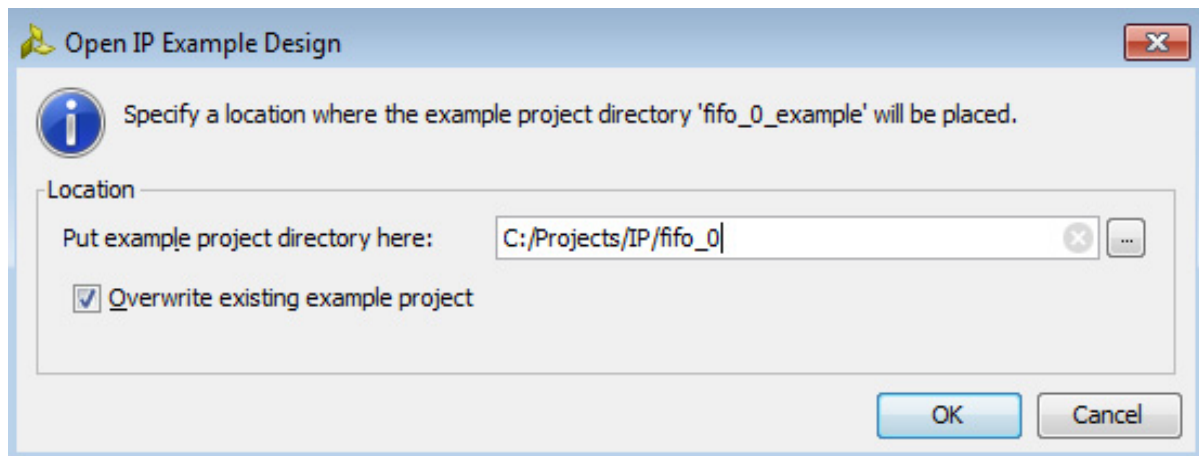 Open IP Example Design
Specify a location where the example project directory 'fifo_0_example' will be placed.
Location
Put example project directory here: C:/Projects/IP/fifo_0 ...
Overwrite existing example project
OK Cancel